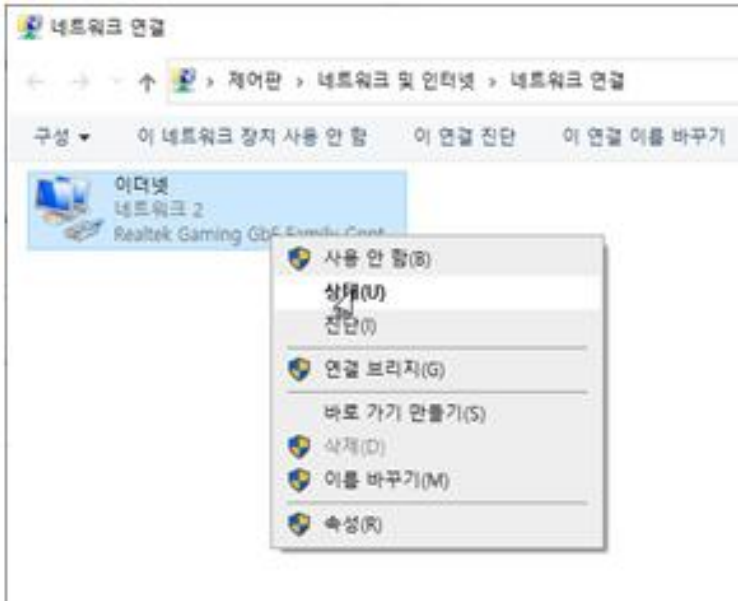 네트워크 연결
제어판 › 네트워크 및 인터넷 › 네트워크 연결
구성 이 네트워크 장치 사용 안 함 이 연결 진단 이 연결 이름 바꾸기
이더넷
네트워크 2
Realtek Gaming GbE Family Cont
사용 안 함(B)
상태(U)
진단(I)
연결 브리지(G)
바로 가기 만들기(S)
삭제(D)
이름 바꾸기(M)
속성(R)